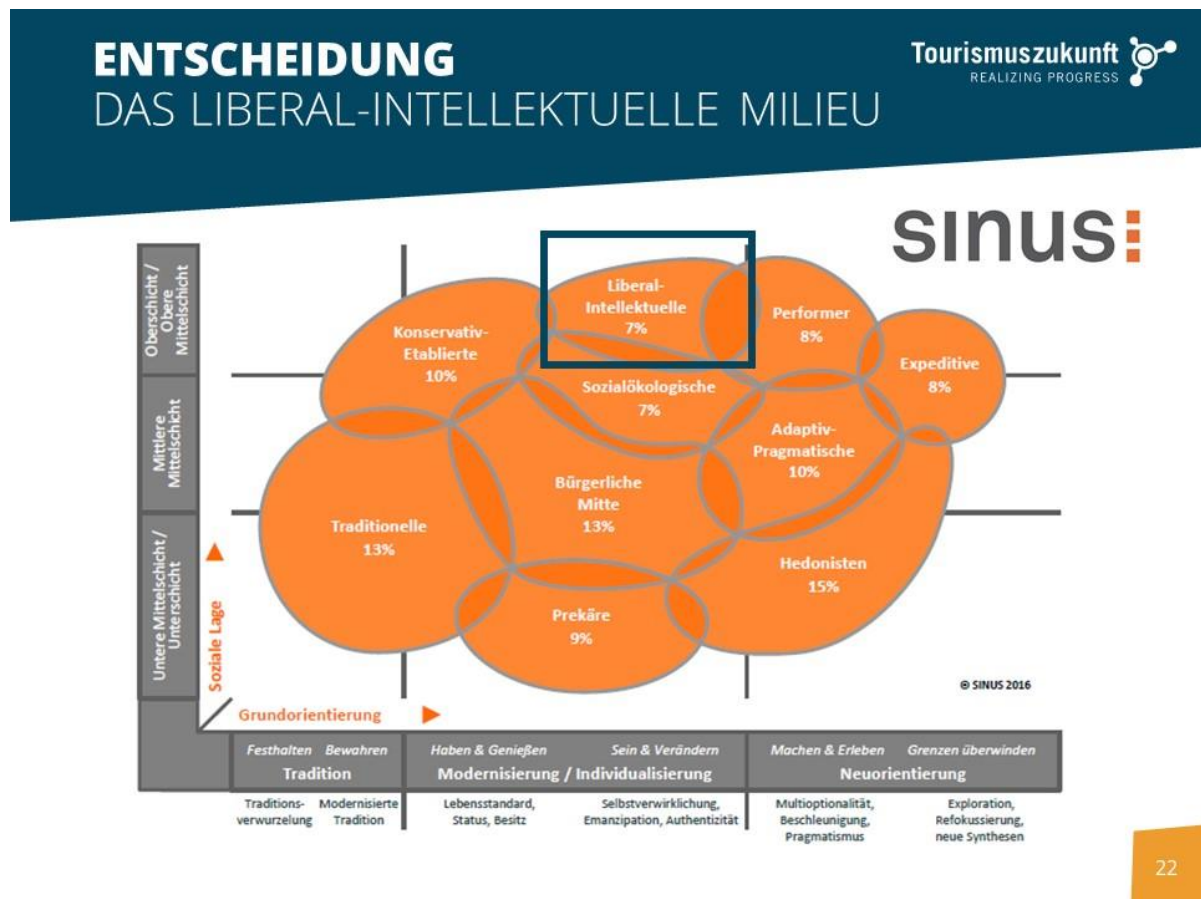 ENTSCHEIDUNG
DAS LIBERAL-INTELLEKTUELLE MILIEU
Tourismuszukunft
REALIZING PROGRESS
sinus
Oberschicht /
Obere
Mittelschicht
Mittlere
Mittelschicht
Untere Mittelschicht /
Unterschicht
Soziale Lage
Konservativ-
Etablierte
10%
Liberal-
Intellektuelle
7%
Performer
8%
Expeditive
8%
Sozialökologische
7%
Adaptiv-
Pragmatische
10%
Bürgerliche
Mitte
13%
Traditionelle
13%
Hedonisten
15%
Prekäre
9%
© SINUS 2016
Grundorientierung
Festhalten Bewahren
Tradition
Haben & Genießen Sein & Verändern
Modernisierung / Individualisierung
Machen & Erleben Grenzen überwinden
Neuorientierung
Traditions-
verwurzelung
Modernisierte
Tradition
Lebensstandard,
Status, Besitz
Selbstverwirklichung,
Emanzipation, Authentizität
Multioptionalität,
Beschleunigung,
Pragmatismus
Exploration,
Refokussierung,
neue Synthesen
22